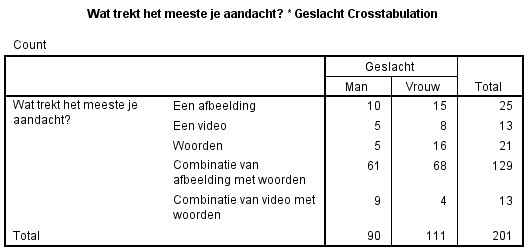 Wat trekt het meeste je aandacht? * Geslacht Crosstabulation
Count
Geslacht
Man Vrouw Total
Wat trekt het meeste je aandacht? Een afbeelding 10 15 25
Een video 5 8 13
Woorden 5 16 21
Combinatie van afbeelding met woorden 61 68 129
Combinatie van video met woorden 9 4 13
Total 90 111 201